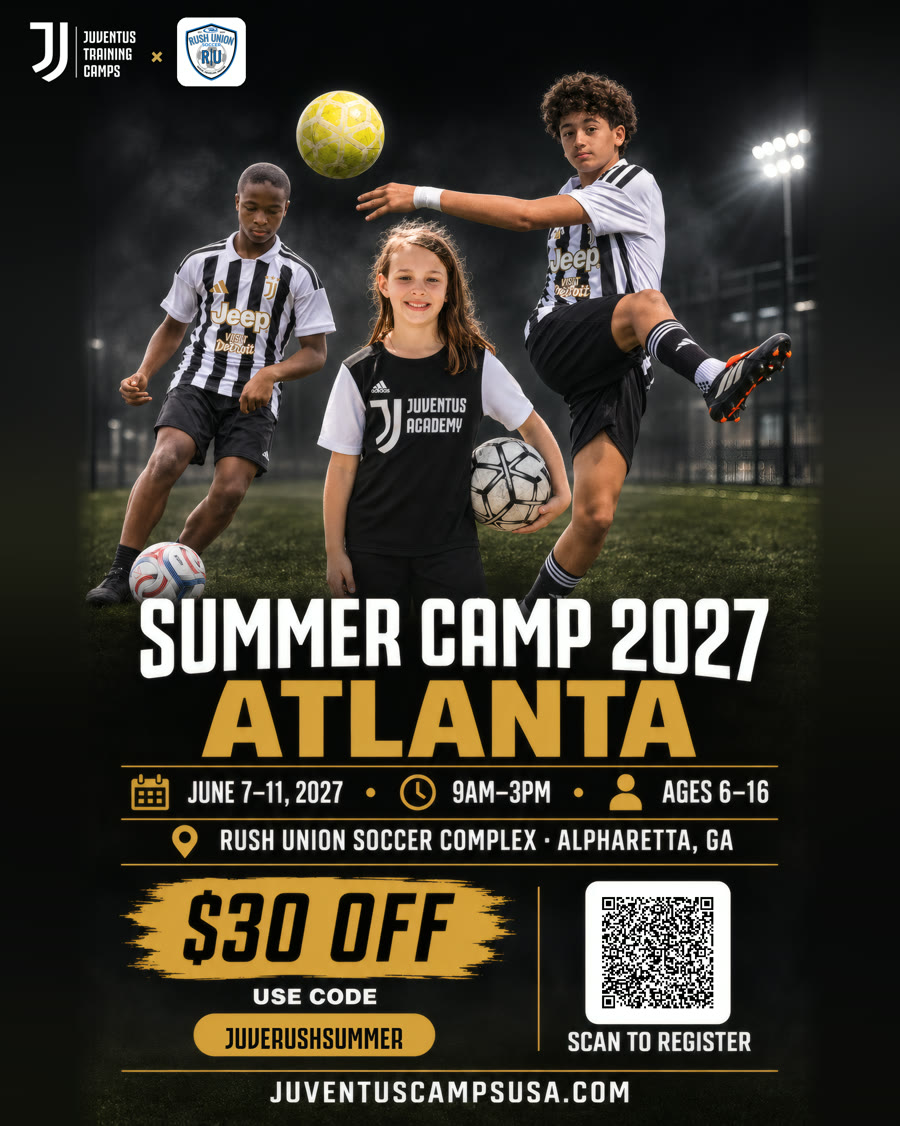 JUVENTUS
TRAINING
CAMPS
×
RUSH UNION
SOCCER
RU
Jeep
VISIT
Detroit
adidas
JUVENTUS
ACADEMY
Jeep
VISIT
Detroit
SUMMER CAMP 2027
ATLANTA
JUNE 7–11, 2027 • 9AM–3PM • AGES 6–16
RUSH UNION SOCCER COMPLEX · ALPHARETTA, GA
$30 OFF
USE CODE
JUVERUSHSUMMER
SCAN TO REGISTER
JUVENTUSCAMPSUSA.COM